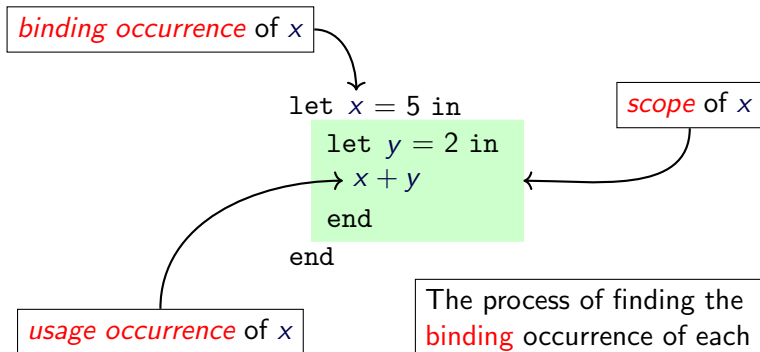 binding occurrence of x
let x = 5 in
scope of x
let y = 2 in
x + y
end
end
usage occurrence of x
The process of finding the
binding occurrence of each